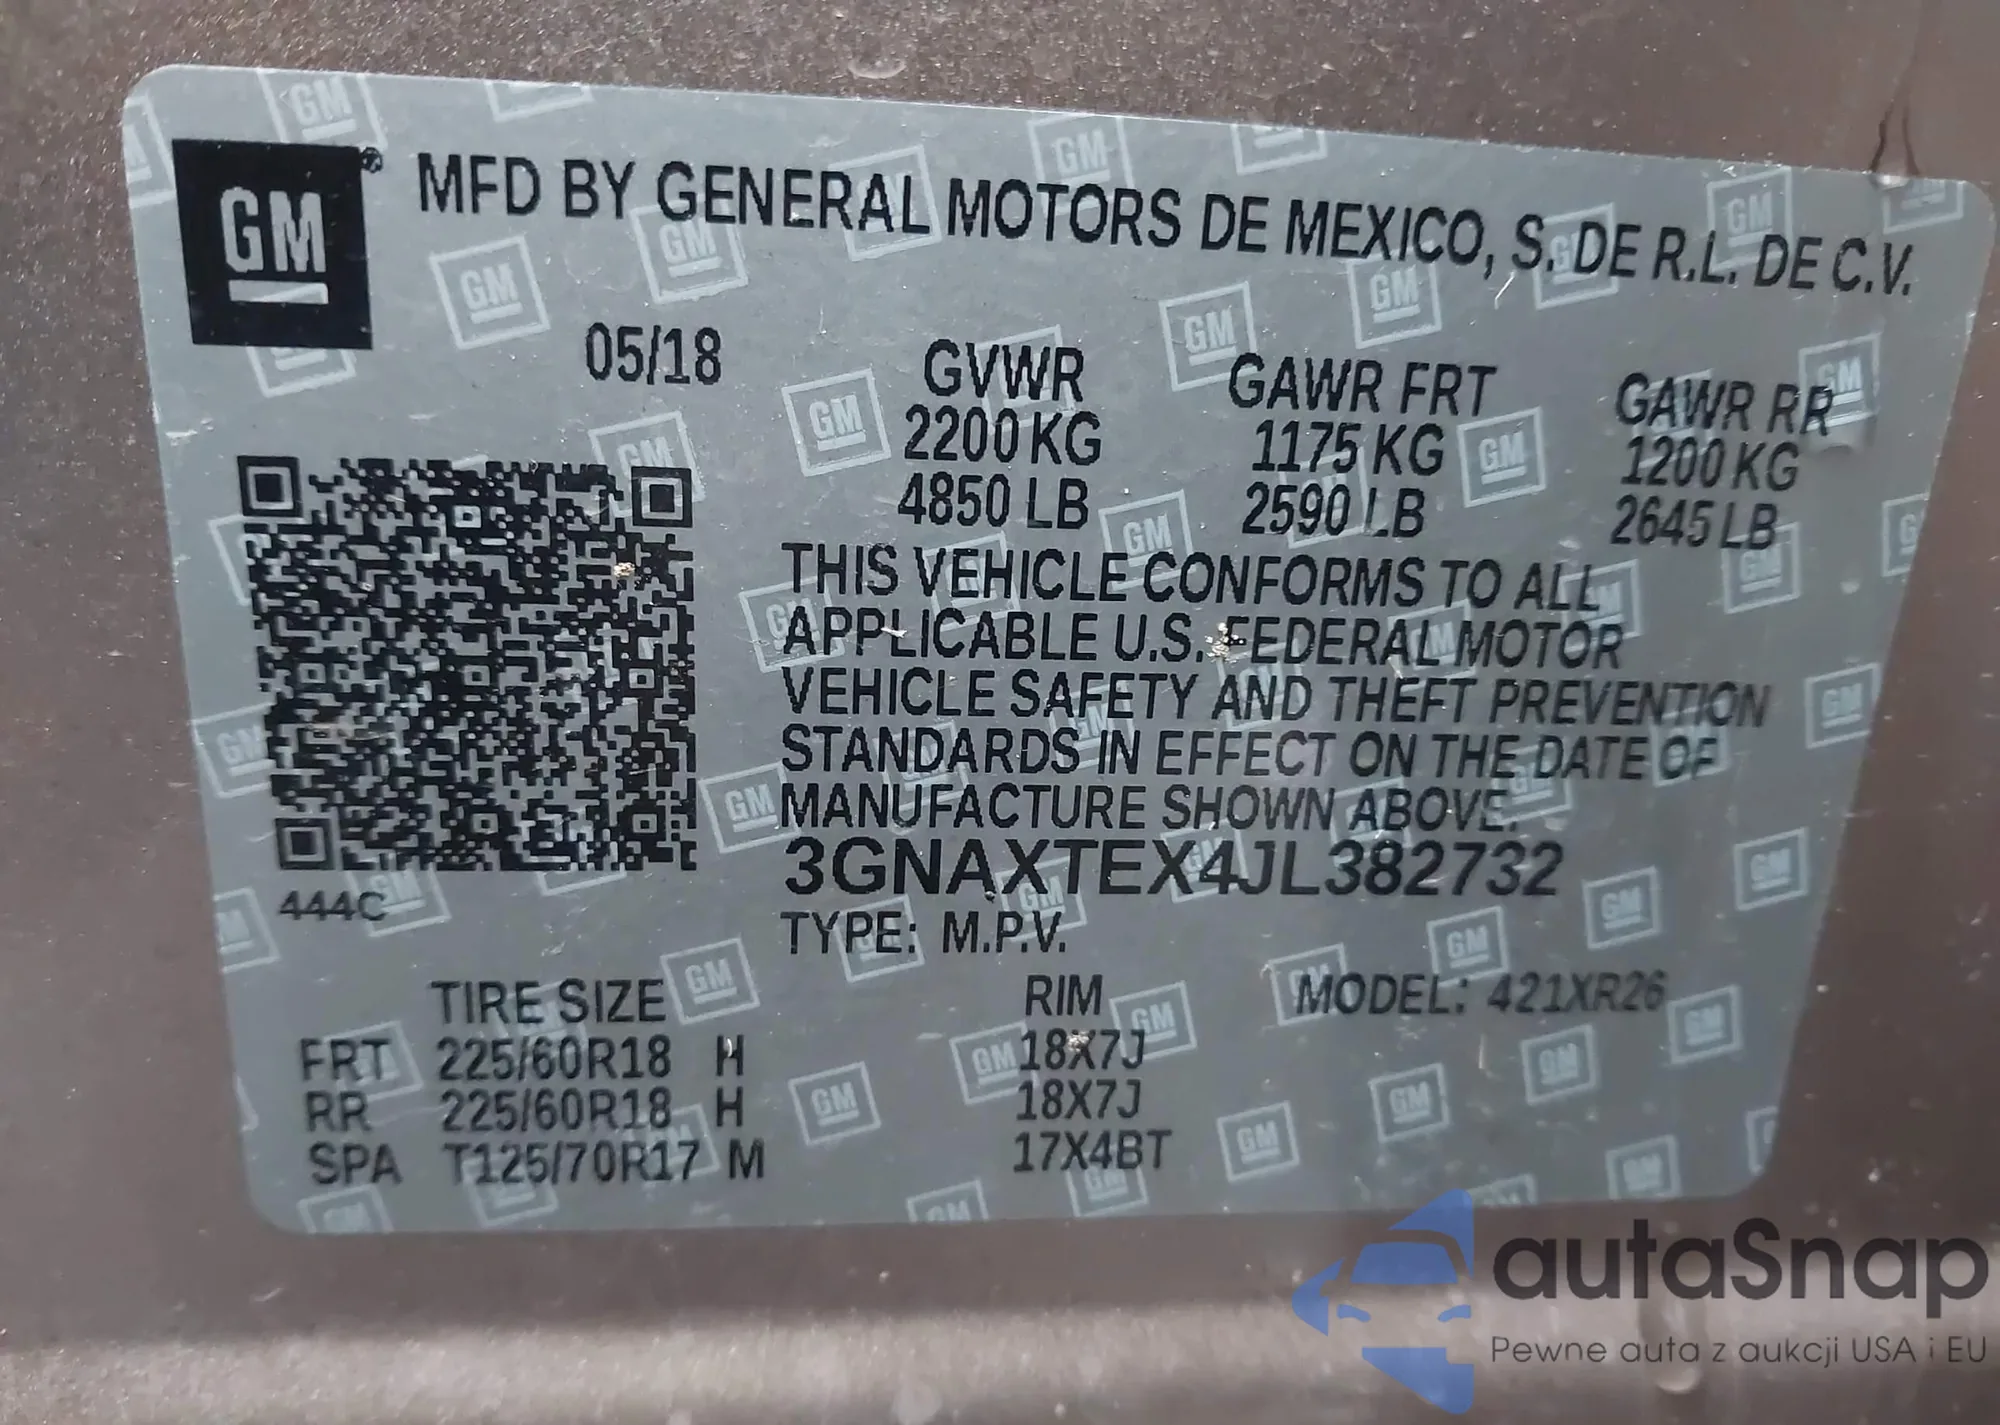 GM ® MFD BY GENERAL MOTORS DE MEXICO, S. DE R.L. DE C.V.
05/18 GVWR GAWR FRT GAWR RR
2200 KG 1175 KG 1200 KG
4850 LB 2590 LB 2645 LB
THIS VEHICLE CONFORMS TO ALL
APPLICABLE U.S. FEDERAL MOTOR
VEHICLE SAFETY AND THEFT PREVENTION
STANDARDS IN EFFECT ON THE DATE OF
MANUFACTURE SHOWN ABOVE.
3GNAXTEX4JL382732
444C
TYPE: M.P.V.
TIRE SIZE RIM MODEL: 421XR26
FRT 225/60R18 H 18X7J
RR 225/60R18 H 18X7J
SPA T125/70R17 M 17X4BT
autaSnap
Pewne auta z aukcji USA i EU